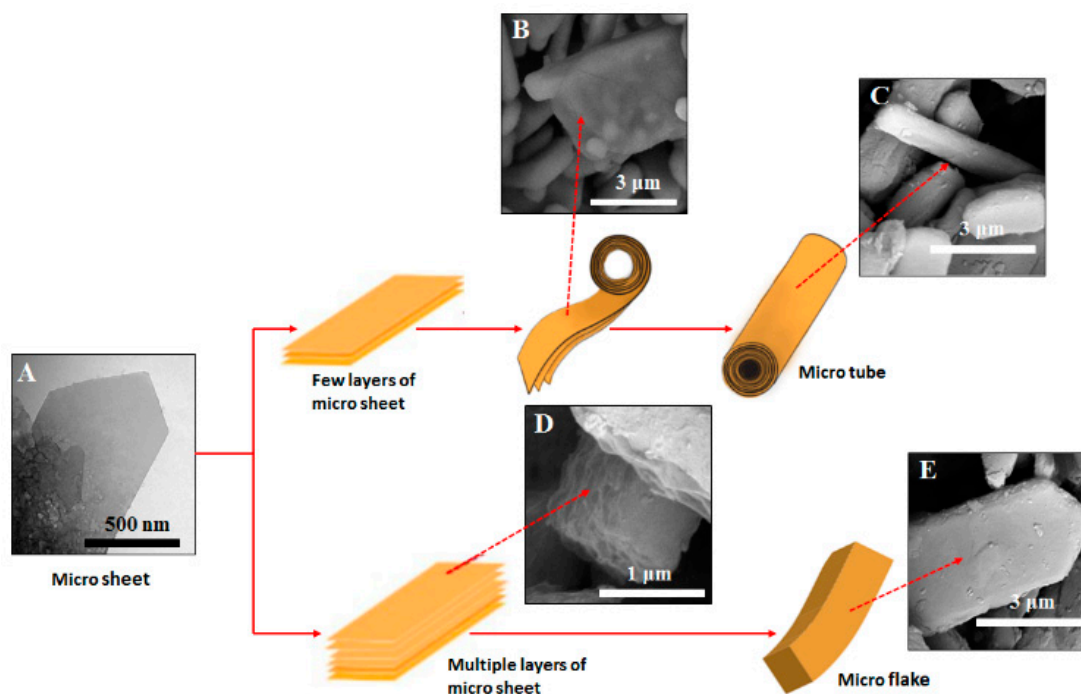 B
3 µm
C
3 µm
A
500 nm
Micro sheet
Few layers of
micro sheet
Micro tube
D
1 µm
E
3 µm
Multiple layers of
micro sheet
Micro flake